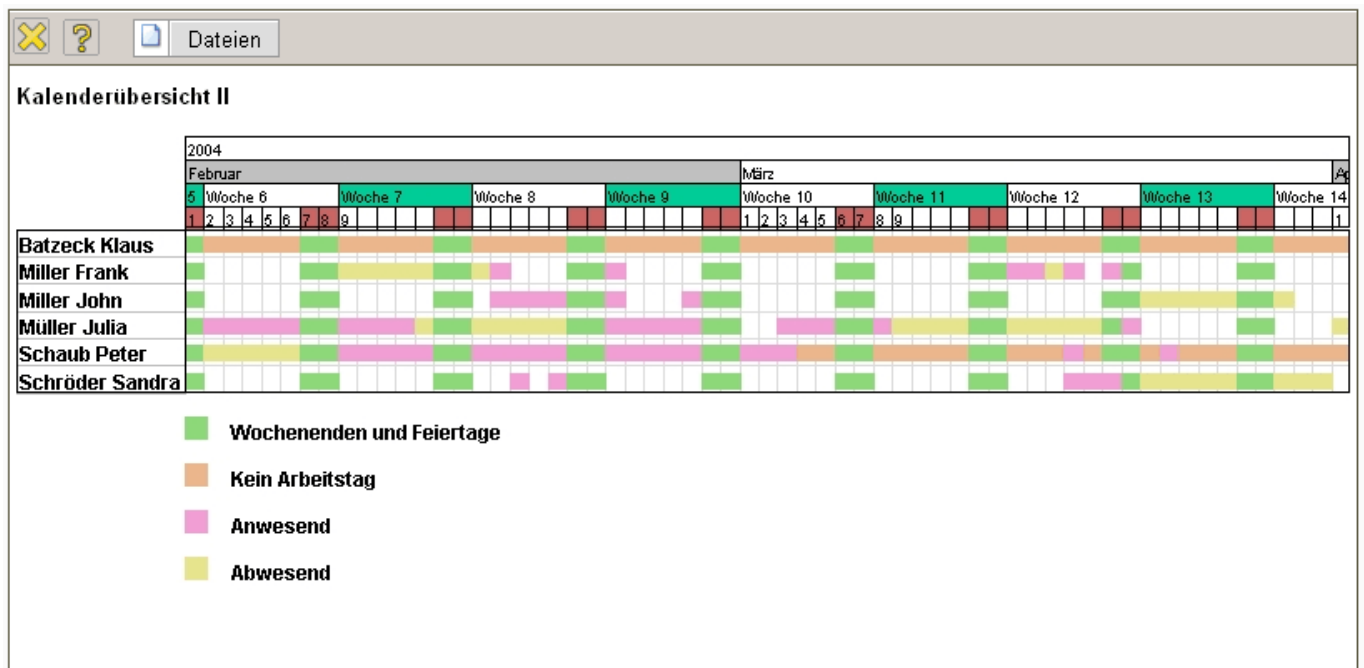 ? Dateien
Kalenderübersicht II
2004
Februar März
5 Woche 6 Woche 7 Woche 8 Woche 9 Woche 10 Woche 11 Woche 12 Woche 13 Woche 14
1 2 3 4 5 6 7 8 9 1 2 3 4 5 6 7 8 9 1
Batzeck Klaus
Miller Frank
Miller John
Müller Julia
Schaub Peter
Schröder Sandra
Wochenenden und Feiertage
Kein Arbeitstag
Anwesend
Abwesend